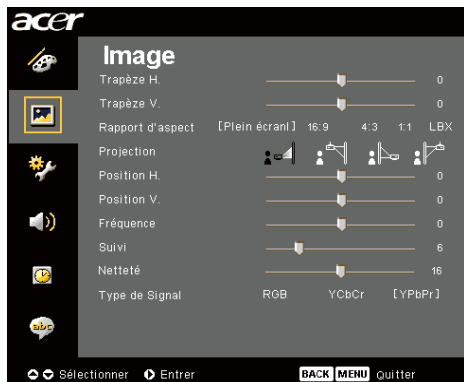 acer
Image
Trapèze H. 0
Trapèze V. 0
Rapport d'aspect [Plein écranl] 16:9 4:3 1:1 LBX
Projection
Position H. 0
Position V. 0
Fréquence 0
Suivi 6
Netteté 16
Type de Signal RGB YCbCr [YPbPr]
abc
Sélectionner Entrer BACK MENU Quitter